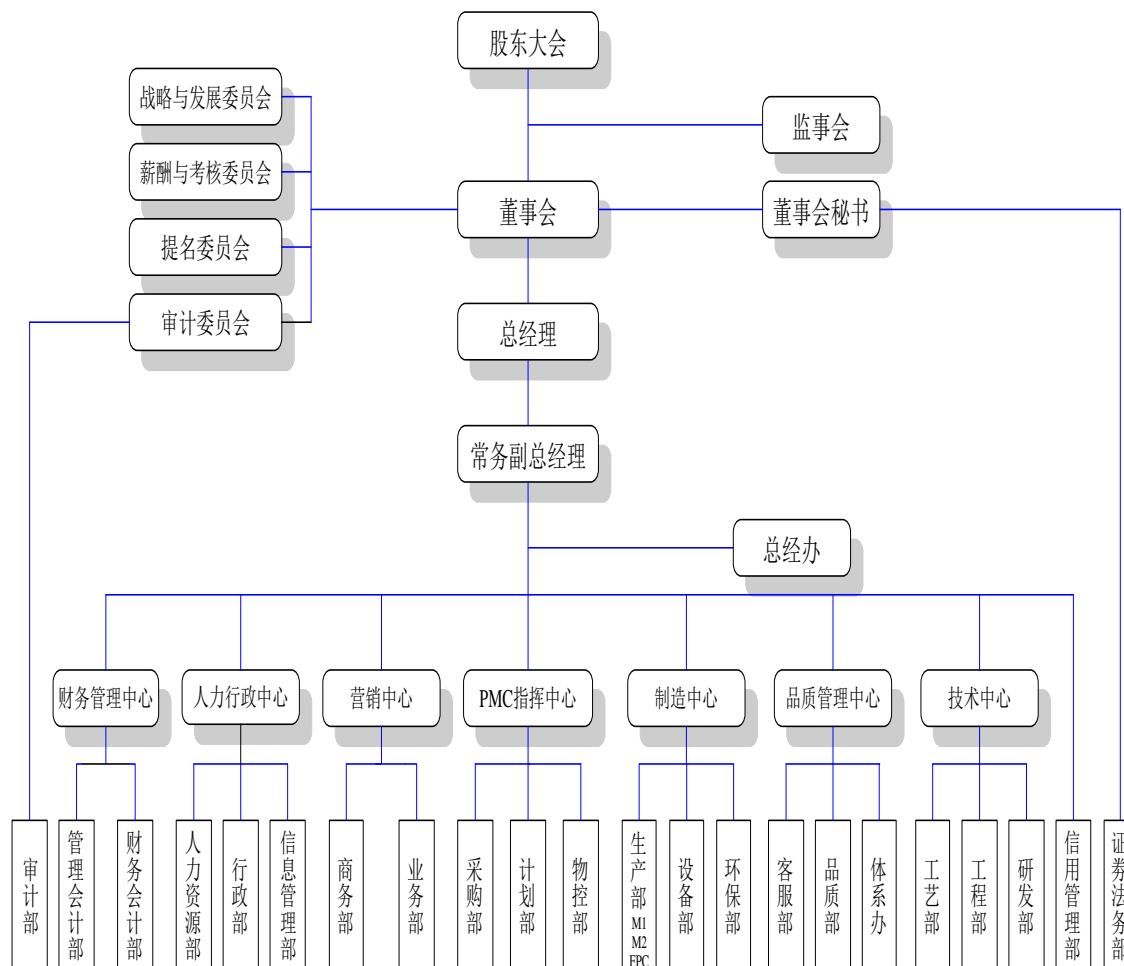 股东大会
战略与发展委员会
监事会
薪酬与考核委员会
董事会
董事会秘书
提名委员会
审计委员会
总经理
常务副总经理
总经办
财务管理中心
人力行政中心
营销中心
PMC指挥中心
制造中心
品质管理中心
技术中心
审计部
管理会计部
财务会计部
人力资源部
行政部
信息管理部
商务部
业务部
采购部
计划部
物控部
生产部
M1
M2
FPC
设备部
环保部
客服部
品质部
体系办
工艺部
工程部
研发部
信用管理部
证券法务部